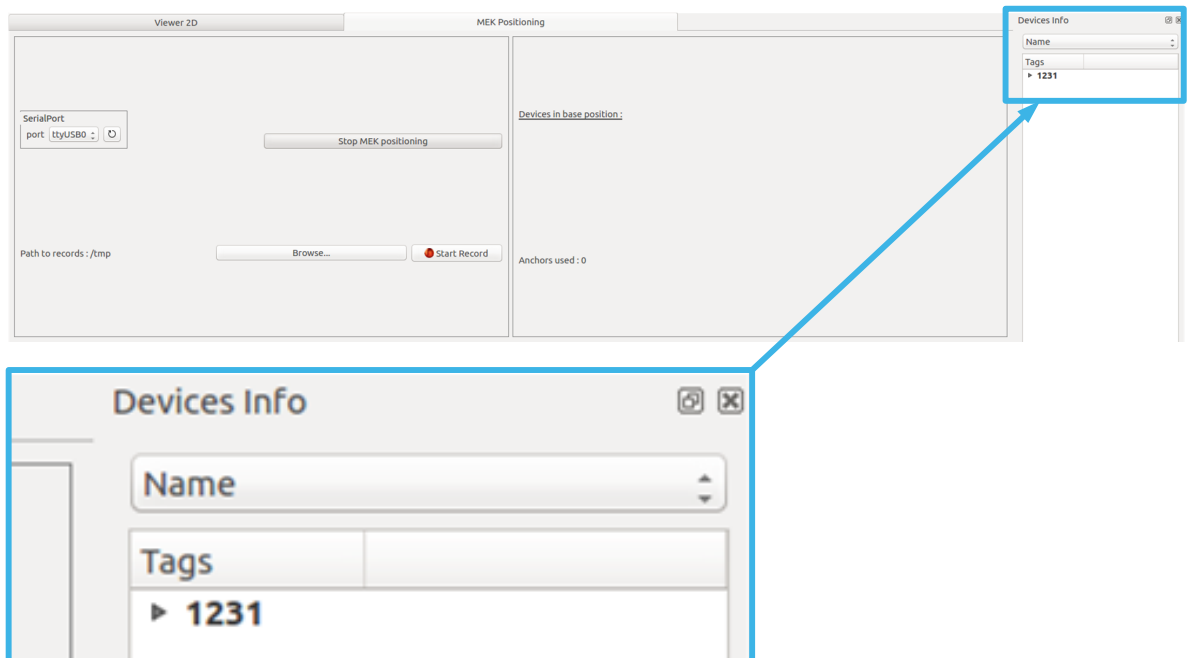 Viewer 2D
MEK Positioning
Devices Info
Name
Tags
1231
SerialPort
port ttyUSB0
Stop MEK positioning
Devices in base position :
Path to records : /tmp
Browse...
Start Record
Anchors used : 0
Devices Info
Name
Tags
1231